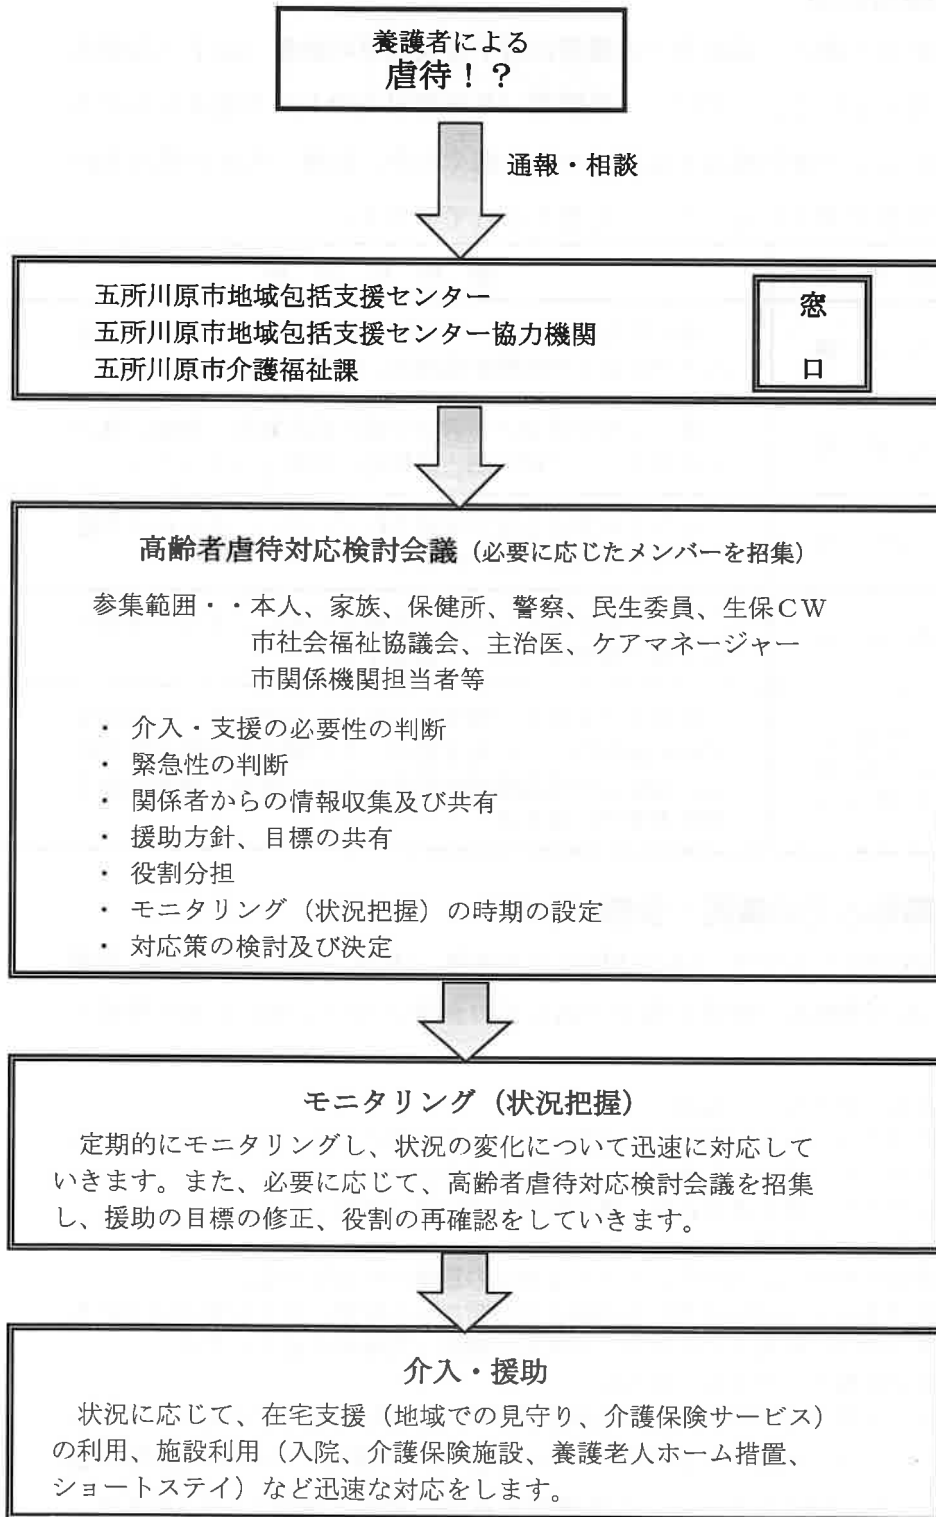 養護者による
虐待！？
通報・相談
五所川原市地域包括支援センター
五所川原市地域包括支援センター協力機関
五所川原市介護福祉課
窓
口
高齢者虐待対応検討会議（必要に応じたメンバーを招集）
参集範囲・・本人、家族、保健所、警察、民生委員、生保ＣＷ
市社会福祉協議会、主治医、ケアマネージャー
市関係機関担当者等
・ 介入・支援の必要性の判断
・ 緊急性の判断
・ 関係者からの情報収集及び共有
・ 援助方針、目標の共有
・ 役割分担
・ モニタリング（状況把握）の時期の設定
・ 対応策の検討及び決定
モニタリング（状況把握）
定期的にモニタリングし、状況の変化について迅速に対応して
いきます。また、必要に応じて、高齢者虐待対応検討会議を招集
し、援助の目標の修正、役割の再確認をしていきます。
介入・援助
状況に応じて、在宅支援（地域での見守り、介護保険サービス）
の利用、施設利用（入院、介護保険施設、養護老人ホーム措置、
ショートステイ）など迅速な対応をします。